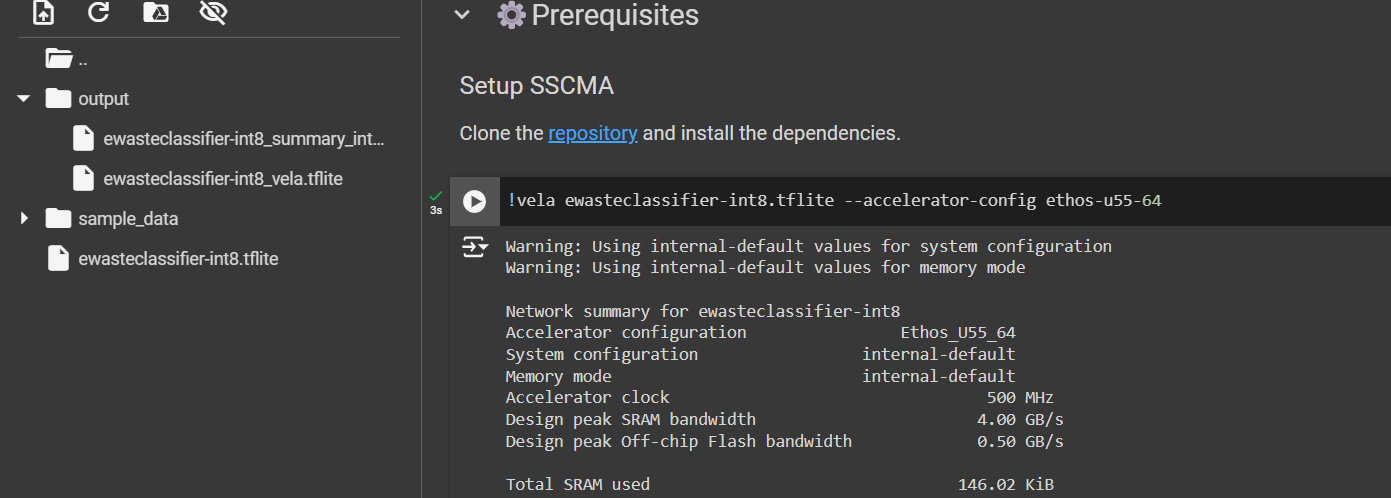 Prerequisites
..
output
ewasteclassifier-int8_summary_int...
ewasteclassifier-int8_vela.tflite
sample_data
ewasteclassifier-int8.tflite
Setup SSCMA
Clone the repository and install the dependencies.
3s
!vela ewasteclassifier-int8.tflite --accelerator-config ethos-u55-64
Warning: Using internal-default values for system configuration
Warning: Using internal-default values for memory mode
Network summary for ewasteclassifier-int8
Accelerator configuration Ethos_U55_64
System configuration internal-default
Memory mode internal-default
Accelerator clock 500 MHz
Design peak SRAM bandwidth 4.00 GB/s
Design peak Off-chip Flash bandwidth 0.50 GB/s
Total SRAM used 146.02 KiB